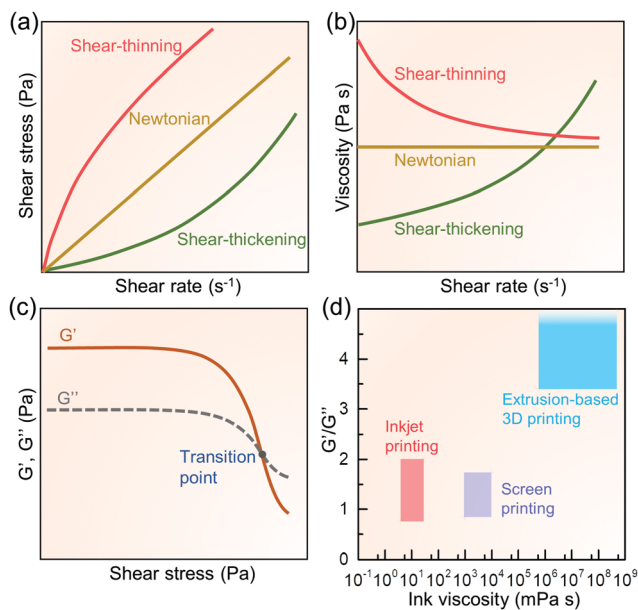 (a)
Shear-thinning
Newtonian
Shear-thickening
Shear stress (Pa)
Shear rate (s⁻¹)
(b)
Shear-thinning
Newtonian
Shear-thickening
Viscosity (Pa s)
Shear rate (s⁻¹)
(c)
G'
G''
Transition
point
G', G'' (Pa)
Shear stress (Pa)
(d)
4
3
2
1
0
G'/G''
Extrusion-based
3D printing
Inkjet
printing
Screen
printing
10⁻¹ 10⁰ 10¹ 10² 10³ 10⁴ 10⁵ 10⁶ 10⁷ 10⁸ 10⁹
Ink viscosity (mPa s)